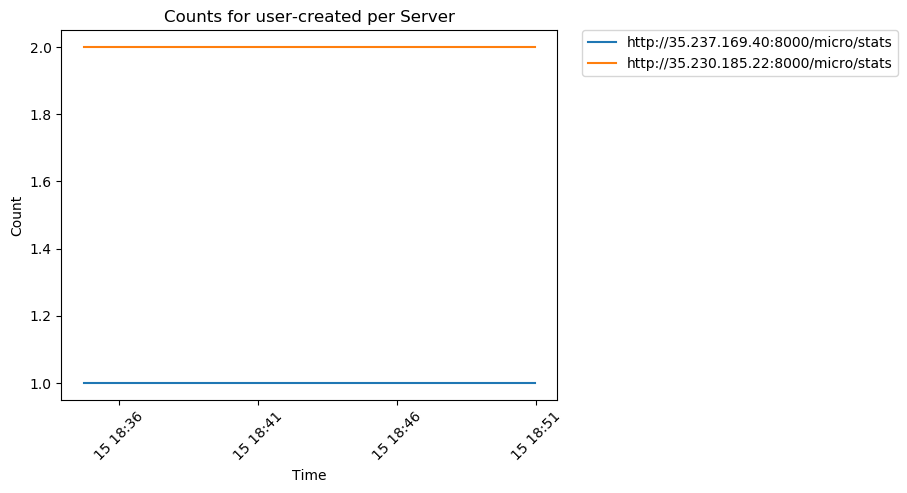 Counts for user-created per Server
http://35.237.169.40:8000/micro/stats
http://35.230.185.22:8000/micro/stats
Count
2.0
1.8
1.6
1.4
1.2
1.0
15 18:36
15 18:41
15 18:46
15 18:51
Time